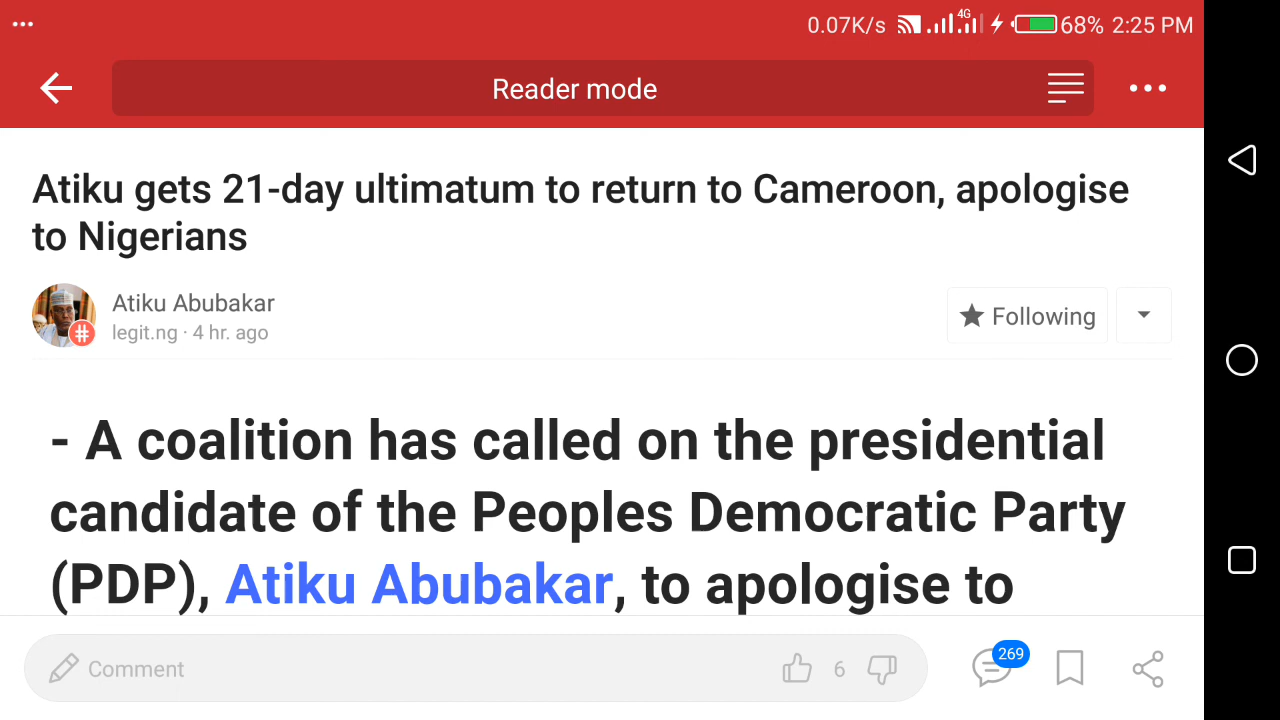 0.07K/s 4G 68% 2:25 PM
Reader mode
Atiku gets 21-day ultimatum to return to Cameroon, apologise
to Nigerians
Atiku Abubakar
legit.ng · 4 hr. ago
Following
- A coalition has called on the presidential
candidate of the Peoples Democratic Party
(PDP), Atiku Abubakar, to apologise to
Comment 6 269